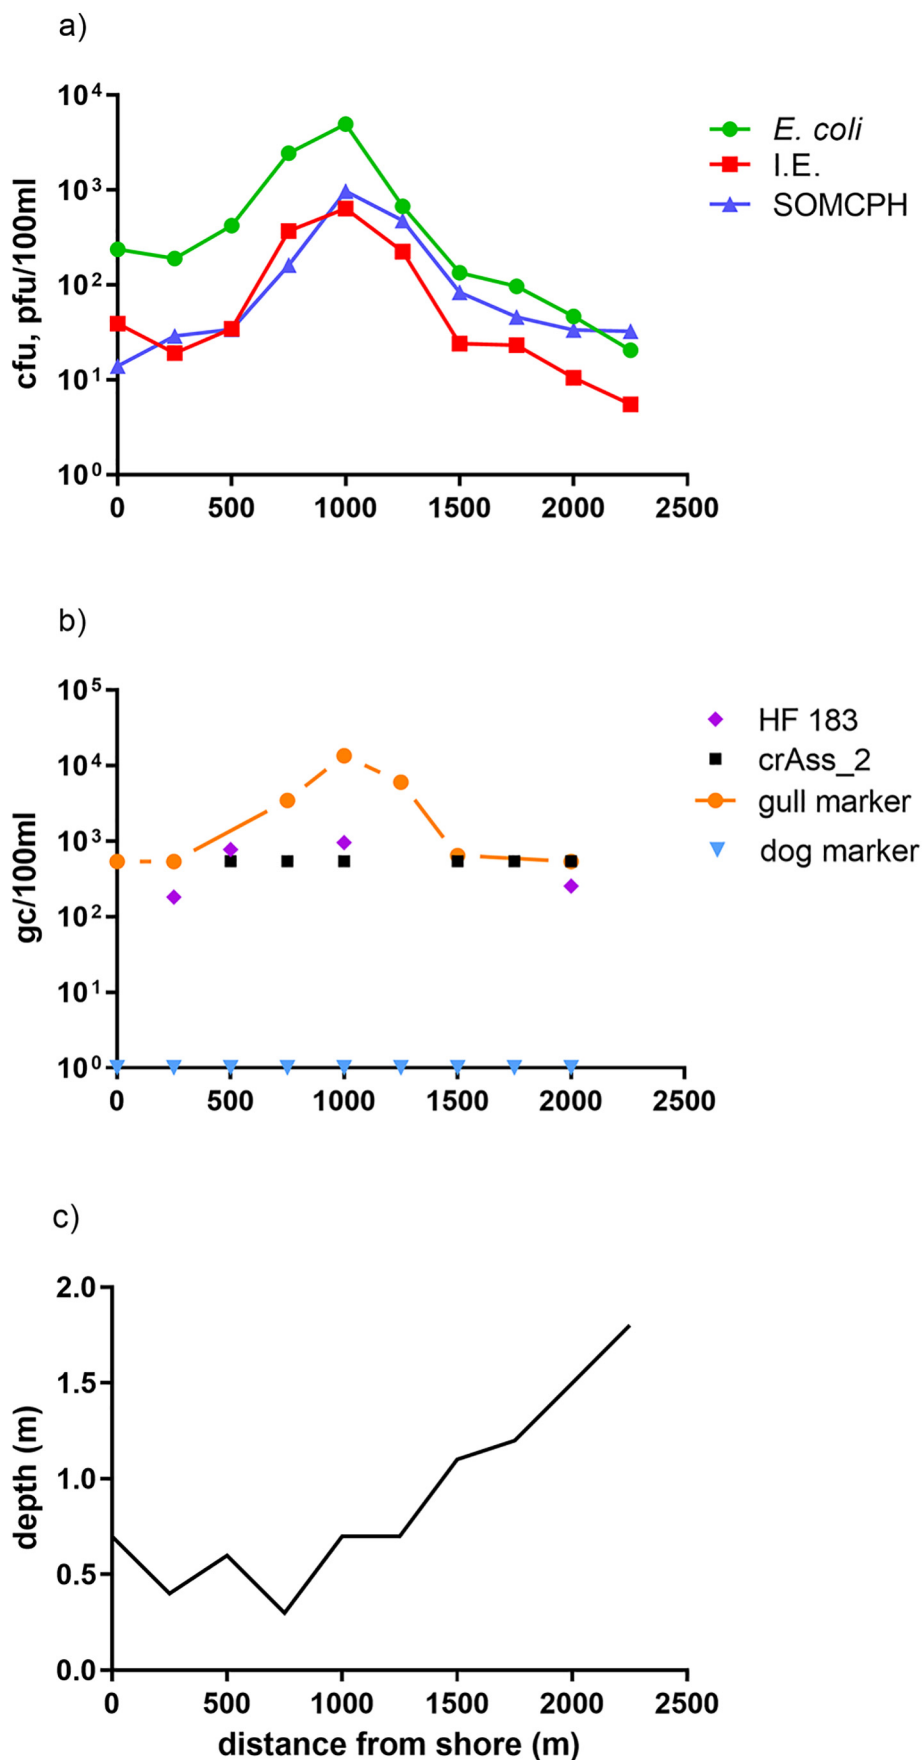 a)
10⁴
10³
10²
10¹
10⁰
cfu, pfu/100ml
0 500 1000 1500 2000 2500
E. coli
I.E.
SOMCPH
b)
10⁵
10⁴
10³
10²
10¹
10⁰
gc/100ml
0 500 1000 1500 2000 2500
HF 183
crAss_2
gull marker
dog marker
c)
2.0
1.5
1.0
0.5
0.0
depth (m)
0 500 1000 1500 2000 2500
distance from shore (m)